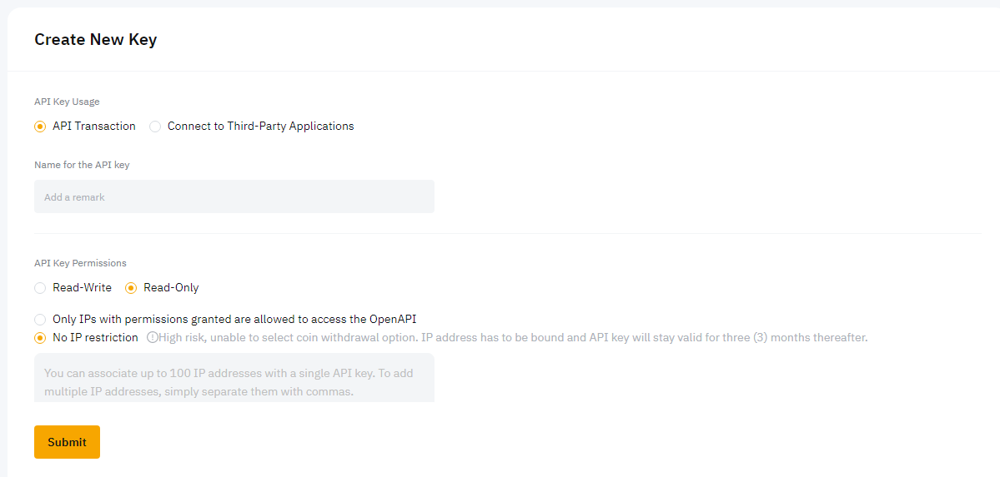 Create New Key
API Key Usage
API Transaction Connect to Third-Party Applications
Name for the API key
Add a remark
API Key Permissions
Read-Write Read-Only
Only IPs with permissions granted are allowed to access the OpenAPI
No IP restriction High risk, unable to select coin withdrawal option. IP address has to be bound and API key will stay valid for three (3) months thereafter.
You can associate up to 100 IP addresses with a single API key. To add
multiple IP addresses, simply separate them with commas.
Submit